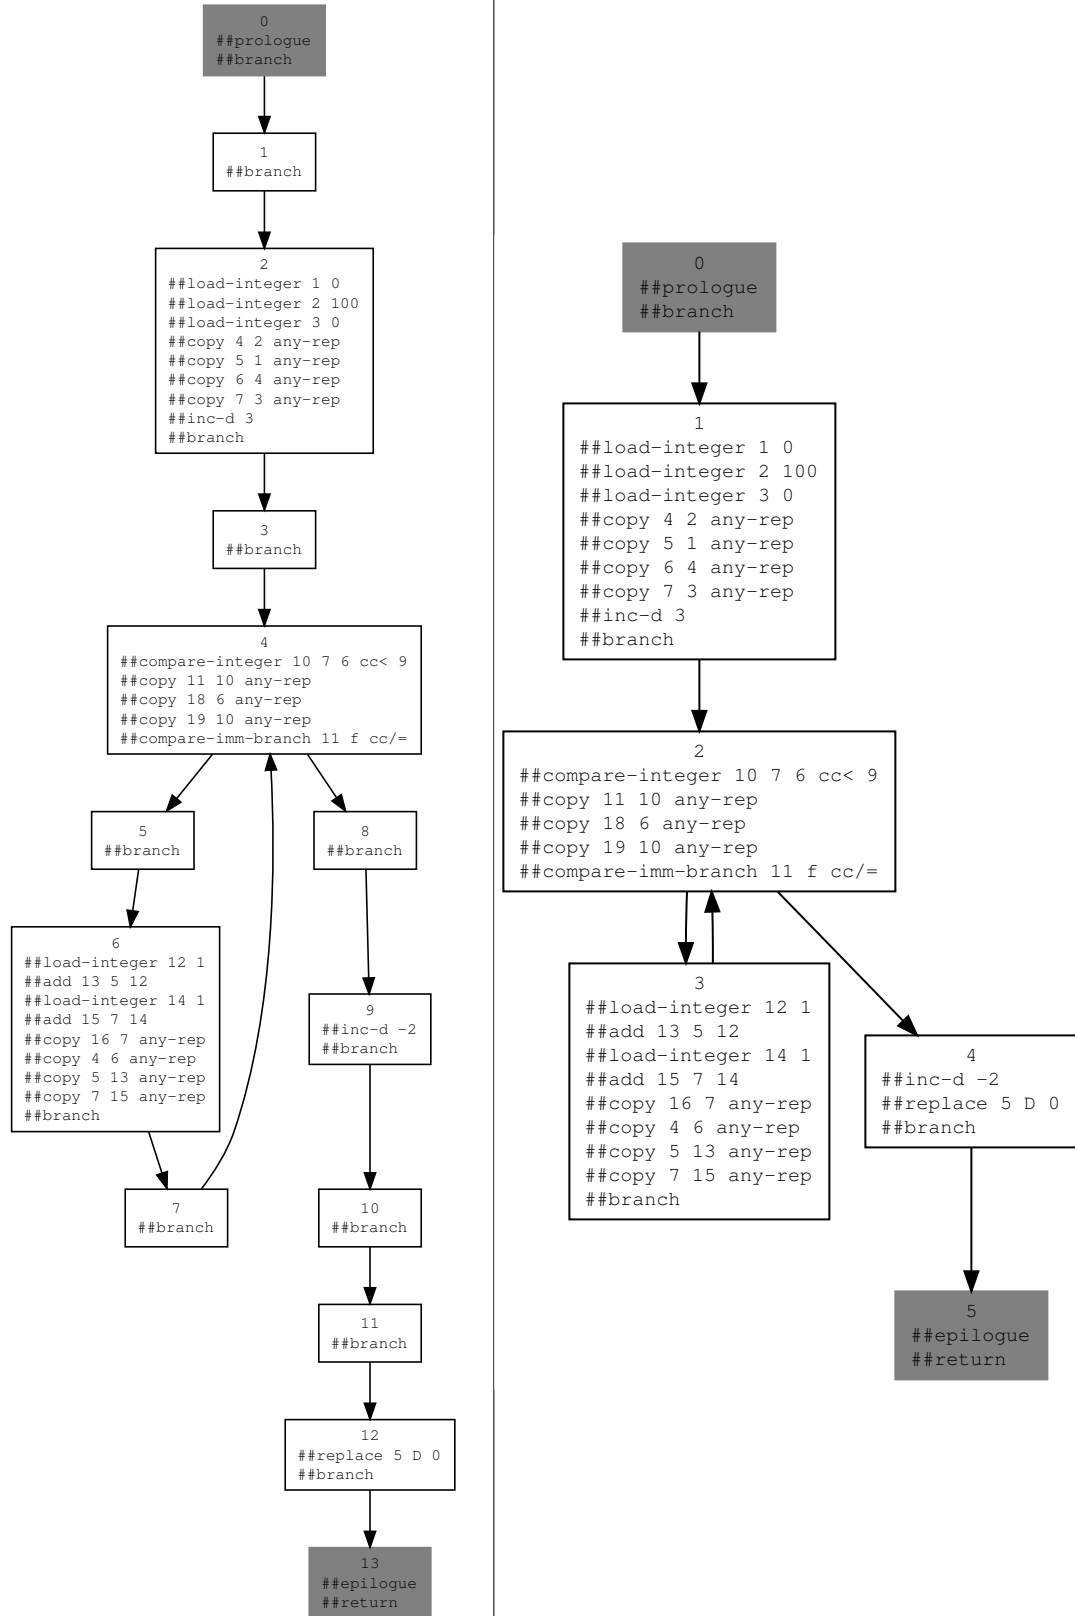 0
##prologue
##branch
1
##branch
2
##load-integer 1 0
##load-integer 2 100
##load-integer 3 0
##copy 4 2 any-rep
##copy 5 1 any-rep
##copy 6 4 any-rep
##copy 7 3 any-rep
##inc-d 3
##branch
3
##branch
4
##compare-integer 10 7 6 cc< 9
##copy 11 10 any-rep
##copy 18 6 any-rep
##copy 19 10 any-rep
##compare-imm-branch 11 f cc/=
5
##branch
8
##branch
6
##load-integer 12 1
##add 13 5 12
##load-integer 14 1
##add 15 7 14
##copy 16 7 any-rep
##copy 4 6 any-rep
##copy 5 13 any-rep
##copy 7 15 any-rep
##branch
9
##inc-d -2
##branch
7
##branch
10
##branch
11
##branch
12
##replace 5 D 0
##branch
13
##epilogue
##return
0
##prologue
##branch
1
##load-integer 1 0
##load-integer 2 100
##load-integer 3 0
##copy 4 2 any-rep
##copy 5 1 any-rep
##copy 6 4 any-rep
##copy 7 3 any-rep
##inc-d 3
##branch
2
##compare-integer 10 7 6 cc< 9
##copy 11 10 any-rep
##copy 18 6 any-rep
##copy 19 10 any-rep
##compare-imm-branch 11 f cc/=
3
##load-integer 12 1
##add 13 5 12
##load-integer 14 1
##add 15 7 14
##copy 16 7 any-rep
##copy 4 6 any-rep
##copy 5 13 any-rep
##copy 7 15 any-rep
##branch
4
##inc-d -2
##replace 5 D 0
##branch
5
##epilogue
##return